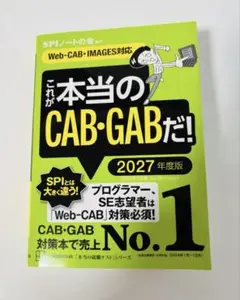 SPIノートの会
Web-CAB・IMAGES対応
これが
本当の
CAB・GABだ!
2027年度版
SPIとは
大きく違う!
プログラマー、
SE志望者は
「Web-CAB」対策必須!
CAB・GAB
対策本で売上
No.1